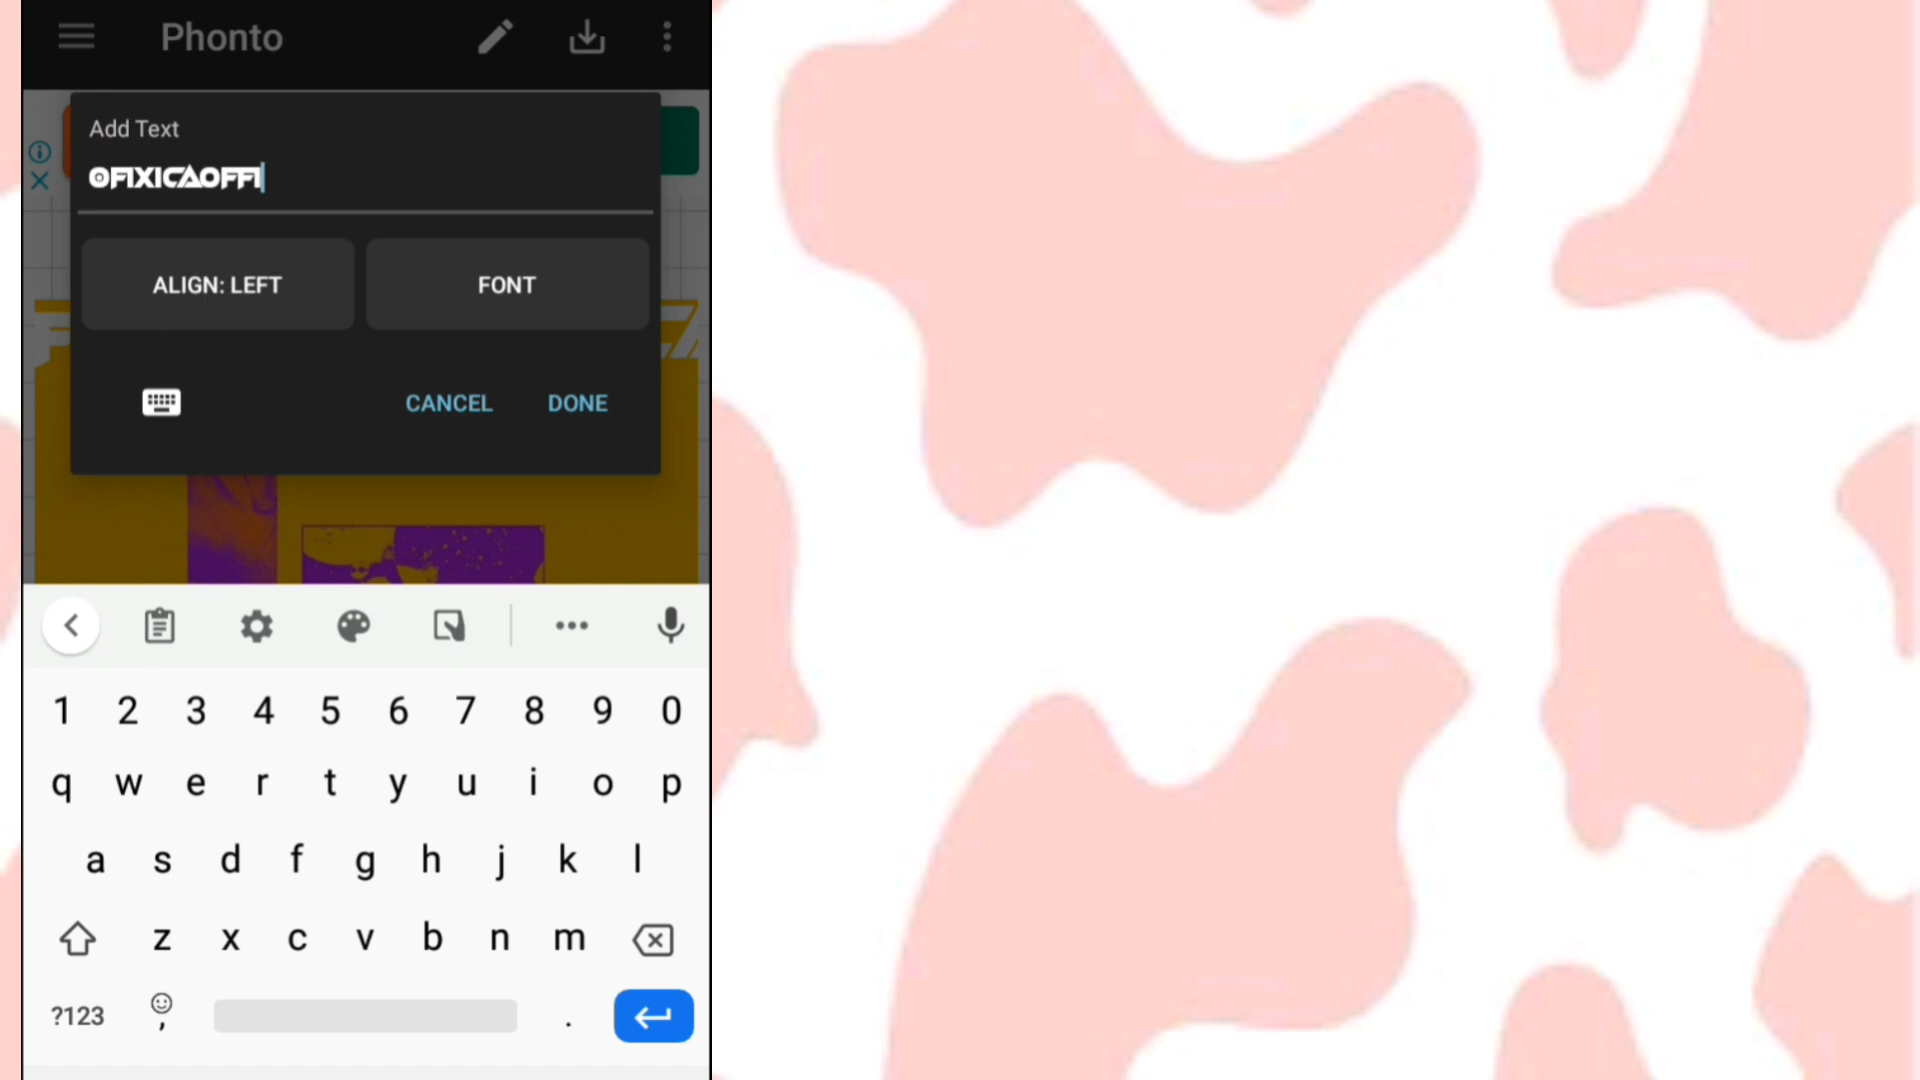 Phonto
Add Text
@FIXICAOFFI
ALIGN: LEFT
FONT
CANCEL DONE
1 2 3 4 5 6 7 8 9 0
q w e r t y u i o p
a s d f g h j k l
z x c v b n m
?123 , .